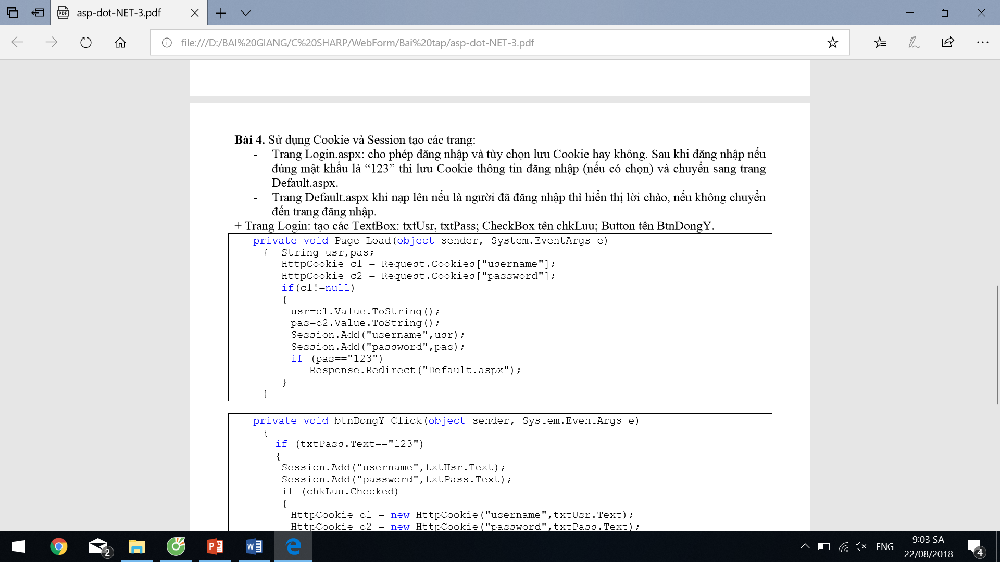 asp-dot-NET-3.pdf
file:///D:/BAI%20GIANG/C%20SHARP/WebForm/Bai%20tap/asp-dot-NET-3.pdf
Bài 4. Sử dụng Cookie và Session tạo các trang:
- Trang Login.aspx: cho phép đăng nhập và tùy chọn lưu Cookie hay không. Sau khi đăng nhập nếu
đúng mật khẩu là “123” thì lưu Cookie thông tin đăng nhập (nếu có chọn) và chuyển sang trang
Default.aspx.
- Trang Default.aspx khi nạp lên nếu là người đã đăng nhập thì hiển thị lời chào, nếu không chuyển
đến trang đăng nhập.
+ Trang Login: tạo các TextBox: txtUsr, txtPass; CheckBox tên chkLuu; Button tên BtnDongY.
private void Page_Load(object sender, System.EventArgs e)
{ String usr,pas;
HttpCookie c1 = Request.Cookies["username"];
HttpCookie c2 = Request.Cookies["password"];
if(c1!=null)
{
usr=c1.Value.ToString();
pas=c2.Value.ToString();
Session.Add("username",usr);
Session.Add("password",pas);
if (pas=="123")
Response.Redirect("Default.aspx");
}
}
private void btnDongY_Click(object sender, System.EventArgs e)
{
if (txtPass.Text=="123")
{
Session.Add("username",txtUsr.Text);
Session.Add("password",txtPass.Text);
if (chkLuu.Checked)
{
HttpCookie c1 = new HttpCookie("username",txtUsr.Text);
HttpCookie c2 = new HttpCookie("password",txtPass.Text);
2
ENG
9:03 SA
22/08/2018
4